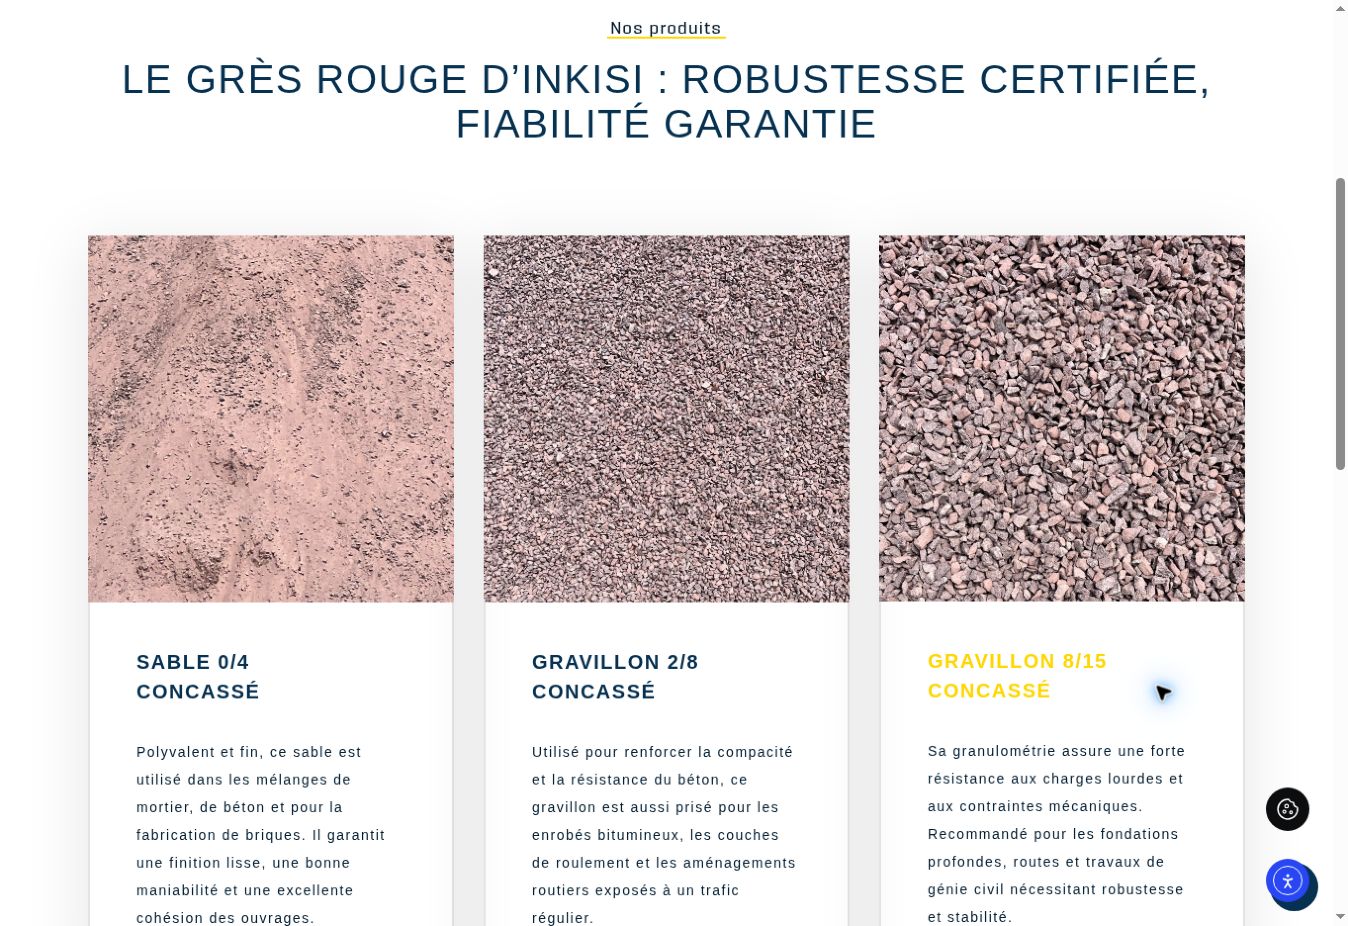 Nos produits
LE GRÈS ROUGE D’INKISI : ROBUSTESSE CERTIFIÉE,
FIABILITÉ GARANTIE
SABLE 0/4
CONCASSÉ
Polyvalent et fin, ce sable est
utilisé dans les mélanges de
mortier, de béton et pour la
fabrication de briques. Il garantit
une finition lisse, une bonne
maniabilité et une excellente
cohésion des ouvrages.
GRAVILLON 2/8
CONCASSÉ
Utilisé pour renforcer la compacité
et la résistance du béton, ce
gravillon est aussi prisé pour les
enrobés bitumineux, les couches
de roulement et les aménagements
routiers exposés à un trafic
régulier.
GRAVILLON 8/15
CONCASSÉ
Sa granulométrie assure une forte
résistance aux charges lourdes et
aux contraintes mécaniques.
Recommandé pour les fondations
profondes, routes et travaux de
génie civil nécessitant robustesse
et stabilité.